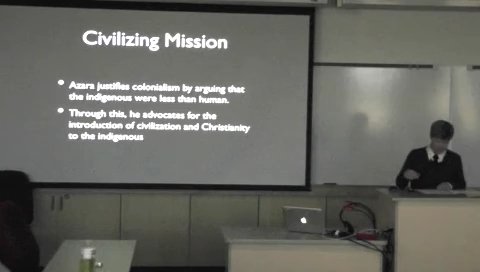 Civilizing Mission
• Azara justifies colonialism by arguing that
the indigenous were less than human.
• Through this, he advocates for the
introduction of civilization and Christianity
to the indigenous